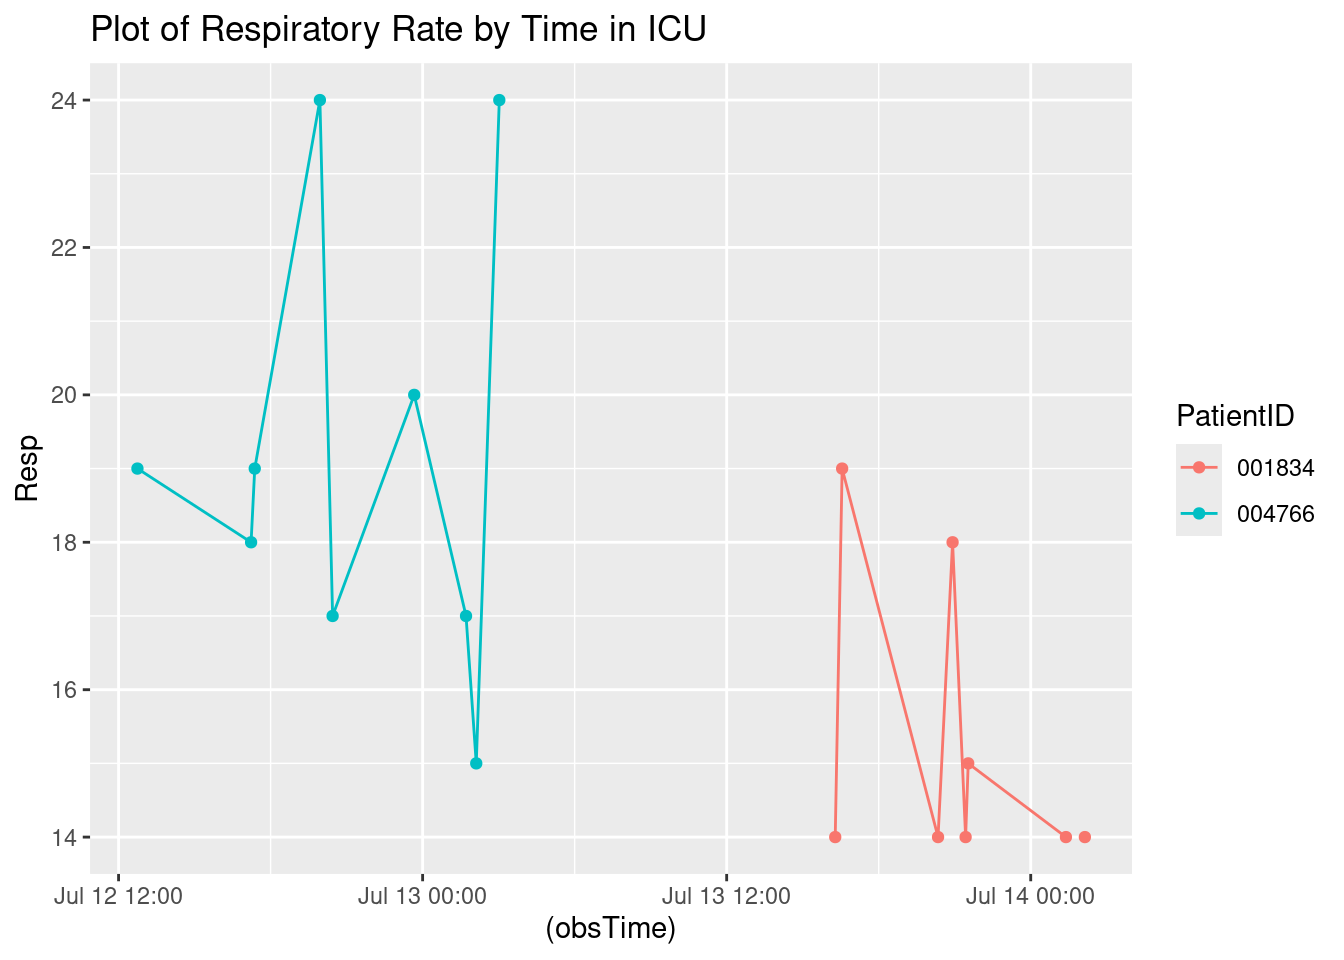 Plot of Respiratory Rate by Time in ICU
24
22
20
18
16
14
Resp
Jul 12 12:00
Jul 13 00:00
Jul 13 12:00
Jul 14 00:00
(obsTime)
PatientID
001834
004766